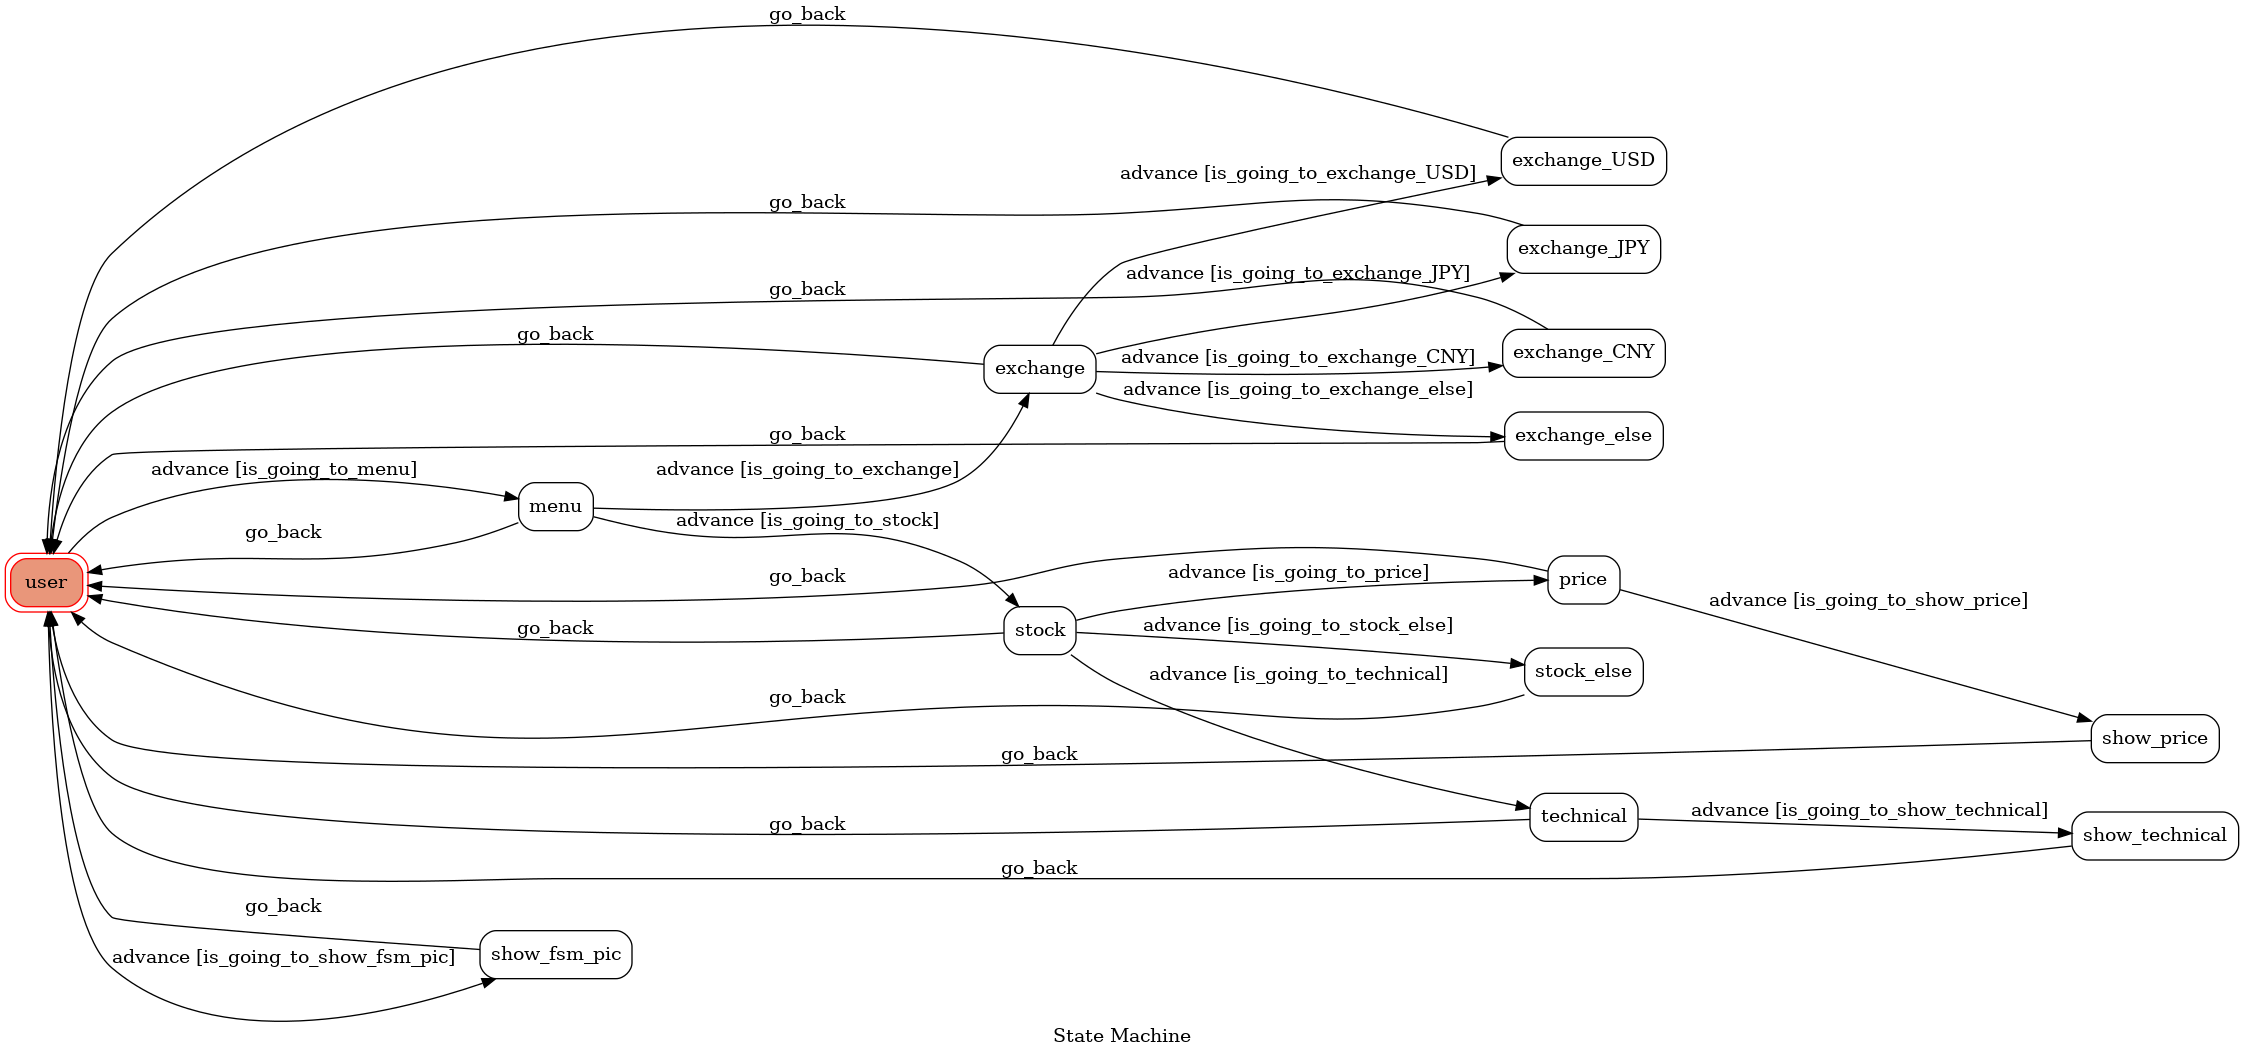 go_back
exchange_USD
advance [is_going_to_exchange_USD]
go_back
exchange_JPY
advance [is_going_to_exchange_JPY]
go_back
go_back
exchange_CNY
advance [is_going_to_exchange_CNY]
exchange
advance [is_going_to_exchange_else]
go_back
exchange_else
advance [is_going_to_menu]
advance [is_going_to_exchange]
menu
advance [is_going_to_stock]
go_back
user
go_back
advance [is_going_to_price]
price
advance [is_going_to_show_price]
go_back
stock
advance [is_going_to_stock_else]
stock_else
advance [is_going_to_technical]
go_back
show_price
go_back
advance [is_going_to_show_technical]
technical
go_back
show_technical
go_back
go_back
show_fsm_pic
advance [is_going_to_show_fsm_pic]
State Machine